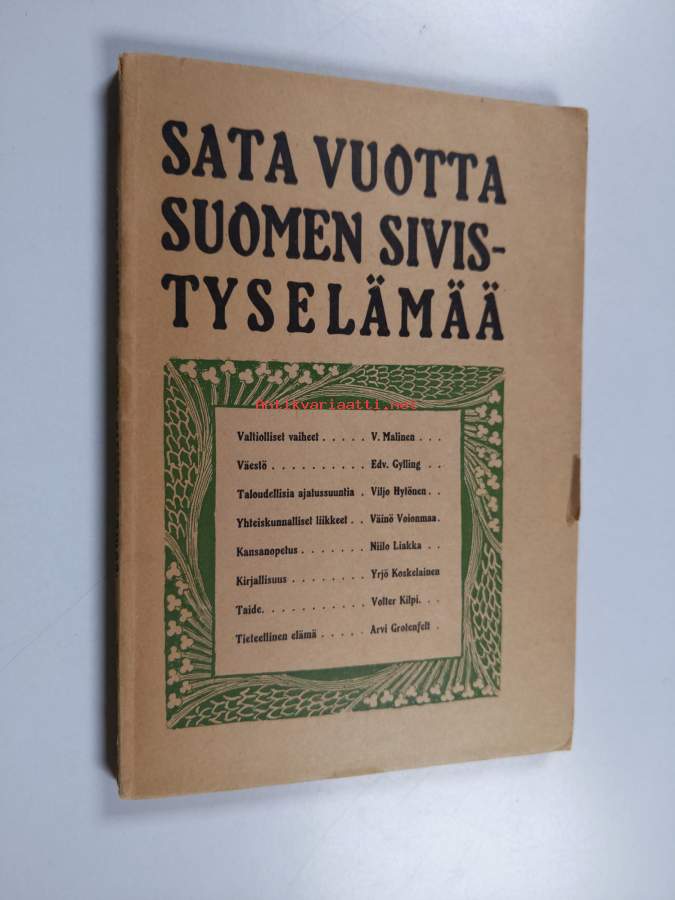 SATA VUOTTA
SUOMEN SIVIS-
TYSELÄMÄÄ
Antikvariaatti.net
Valtiolliset vaiheet . . . . . V. Malinen . . .
Väestö . . . . . . . . . . Edv. Gylling . .
Taloudellisia ajatussuuntia . Viljo Hytönen . .
Yhteiskunnalliset liikkeet . . Väinö Voionmaa .
Kansanopetus . . . . . . . Niilo Liakka . .
Kirjallisuus . . . . . . . . Yrjö Koskelainen
Taide. . . . . . . . . . . Volter Kilpi. . .
Tieteellinen elämä . . . . . Arvi Grotenfelt .